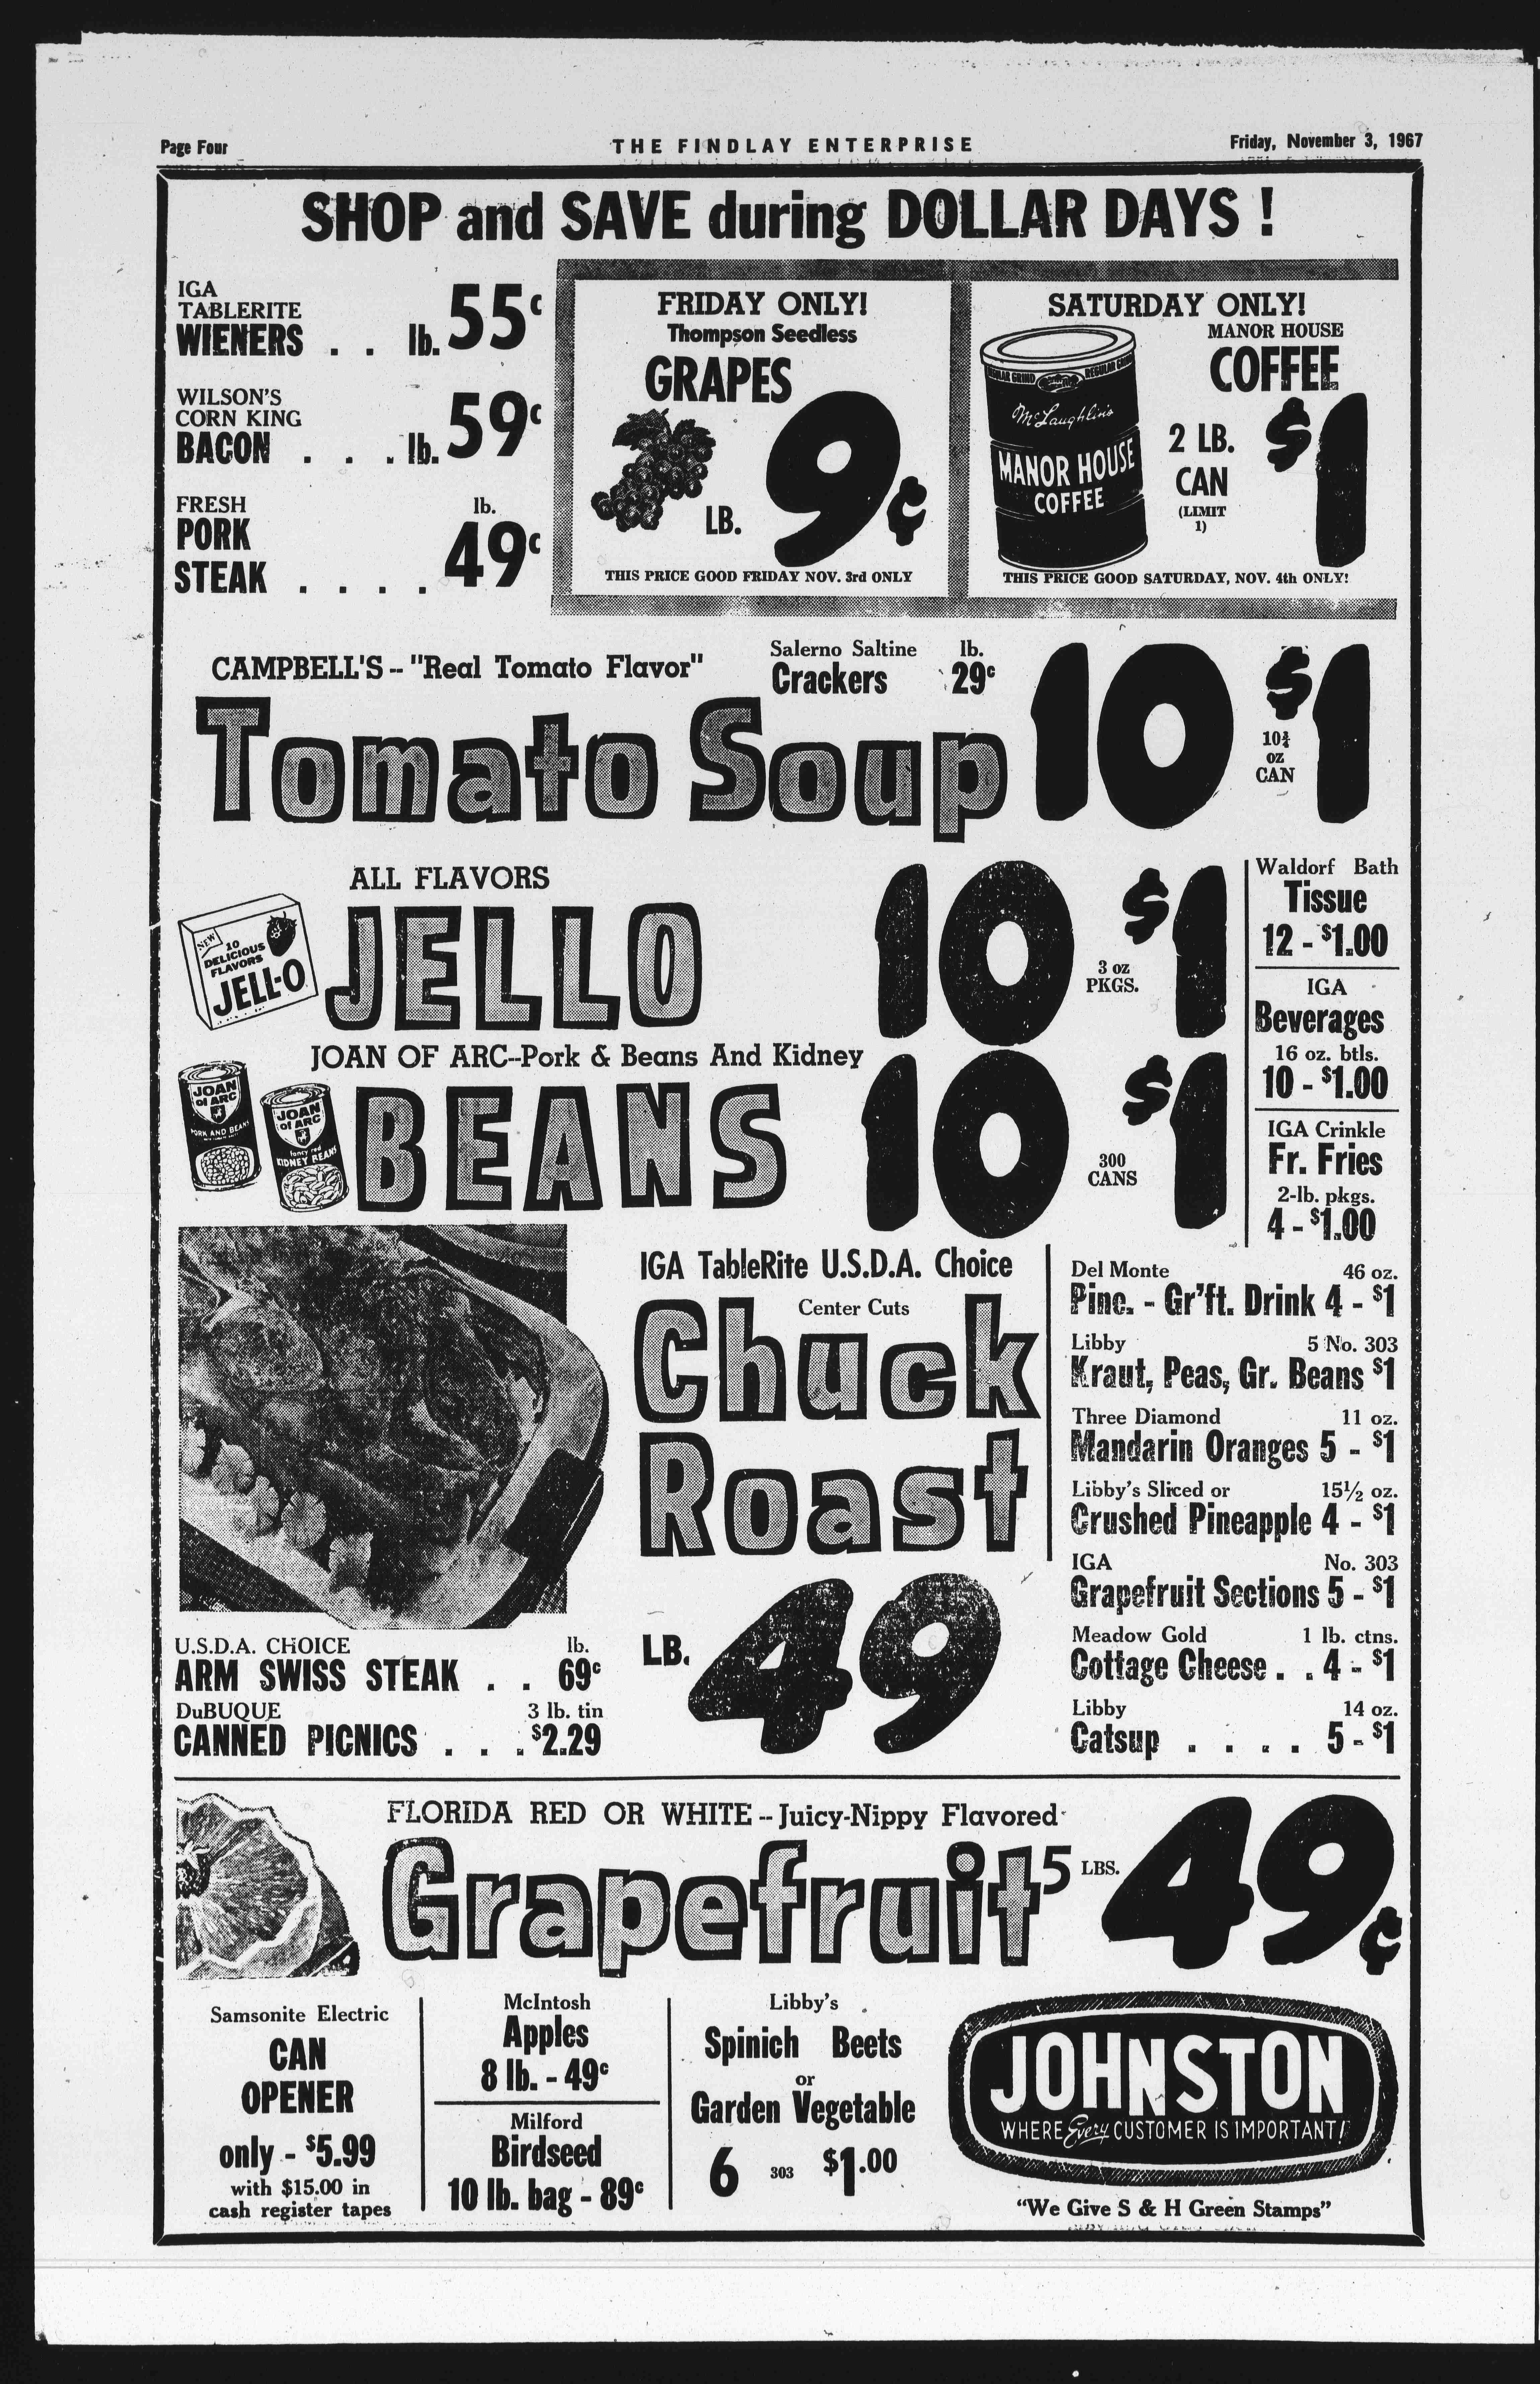 Page Four
THE FINDLAY ENTERPRISE
Friday, November 3, 1967
SHOP and SAVE during DOLLAR DAYS !
IGA
TABLERITE
WIENERS . . lb. 55c
WILSON'S
CORN KING
BACON . . . lb. 59c
FRESH lb.
PORK
STEAK . . . . 49c
FRIDAY ONLY!
Thompson Seedless
GRAPES
LB. 9¢
THIS PRICE GOOD FRIDAY NOV. 3rd ONLY
SATURDAY ONLY!
MANOR HOUSE
COFFEE
REGULAR GRIND
McLaughlin's
MANOR HOUSE
COFFEE
2 LB.
CAN
(LIMIT
1)
$1
THIS PRICE GOOD SATURDAY, NOV. 4th ONLY!
CAMPBELL'S -- "Real Tomato Flavor"
Salerno Saltine lb.
Crackers 29c
Tomato Soup 10 $1
10¾
OZ
CAN
ALL FLAVORS
NEW
10
DELICIOUS
FLAVORS
JELL-O
JELLO 10 $1
3 OZ
PKGS.
JOAN OF ARC--Pork & Beans And Kidney
JOAN
of ARC
PORK AND BEANS
JOAN
of ARC
fancy red
KIDNEY BEANS
BEANS 10 $1
300
CANS
Waldorf Bath
Tissue
12 - $1.00
IGA
Beverages
16 oz. btls.
10 - $1.00
IGA Crinkle
Fr. Fries
2-lb. pkgs.
4 - $1.00
IGA TableRite U.S.D.A. Choice
Center Cuts
Chuck
Roast
LB. 49
U.S.D.A. CHOICE lb.
ARM SWISS STEAK . . 69c
DuBUQUE 3 lb. tin
CANNED PICNICS . . . $2.29
Del Monte 46 oz.
Pine. - Gr'ft. Drink 4 - $1
Libby 5 No. 303
Kraut, Peas, Gr. Beans $1
Three Diamond 11 oz.
Mandarin Oranges 5 - $1
Libby's Sliced or 15½ oz.
Crushed Pineapple 4 - $1
IGA No. 303
Grapefruit Sections 5 - $1
Meadow Gold 1 lb. ctns.
Cottage Cheese . . 4 - $1
Libby 14 oz.
Catsup . . . . 5 - $1
FLORIDA RED OR WHITE -- Juicy-Nippy Flavored
Grapefruit 5 LBS. 49¢
Samsonite Electric
CAN
OPENER
only - $5.99
with $15.00 in
cash register tapes
McIntosh
Apples
8 lb. - 49c
Milford
Birdseed
10 lb. bag - 89c
Libby's
Spinich Beets
or
Garden Vegetable
6 303 $1.00
JOHNSTON
WHERE Every CUSTOMER IS IMPORTANT!
"We Give S & H Green Stamps"